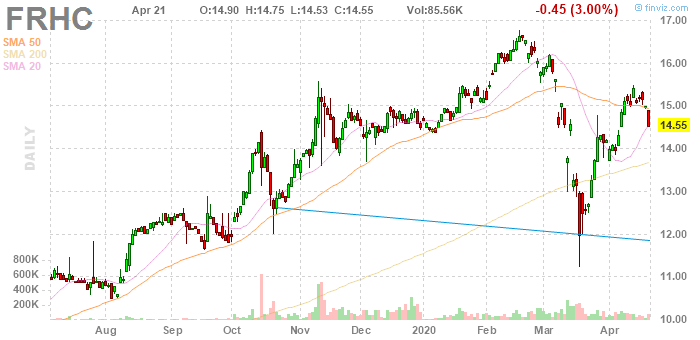 FRHC
Apr 21
O:14.90 H:14.75 L:14.53 C:14.55
Vol:85.56K
-0.45 (3.00%)
© finviz.com
SMA 50
SMA 200
SMA 20
DAILY
17.00
16.00
15.00
14.55
14.00
13.00
12.00
11.00
10.00
800K
600K
400K
200K
Aug
Sep
Oct
Nov
Dec
2020
Feb
Mar
Apr